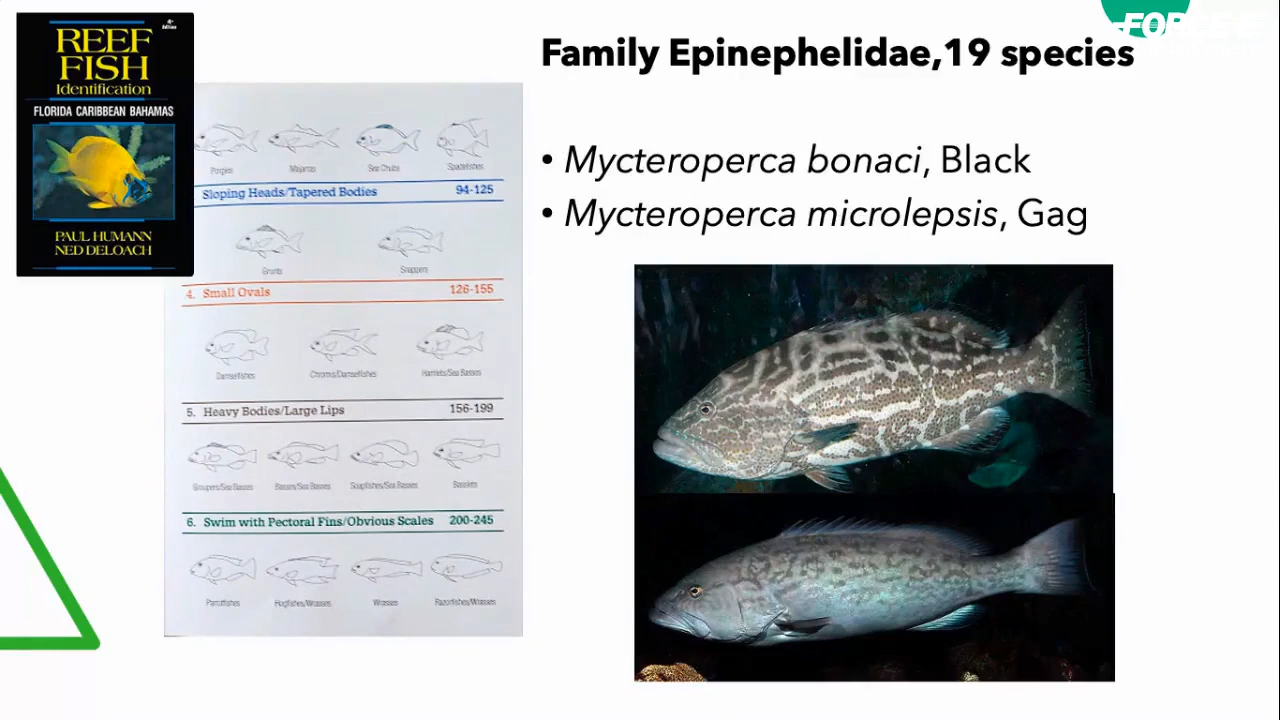 REEF
FISH
Identification
FLORIDA CARIBBEAN BAHAMAS
PAUL HUMANN
NED DELOACH
Porgies Mojarras Sea Chubs Spadefishes
Sloping Heads/Tapered Bodies 94-125
Grunts Snappers
4. Small Ovals 126-155
Damselfishes Chromis/Damselfishes Hamlets/Sea Basses
5. Heavy Bodies/Large Lips 156-199
Groupers/Sea Basses Basses/Sea Basses Soapfishes/Sea Basses Basslets
6. Swim with Pectoral Fins/Obvious Scales 200-245
Parrotfishes Hogfishes/Wrasses Wrasses Razorfishes/Wrasses
FORCE-E
Family Epinephelidae,19 species
• Mycteroperca bonaci, Black
• Mycteroperca microlepsis, Gag